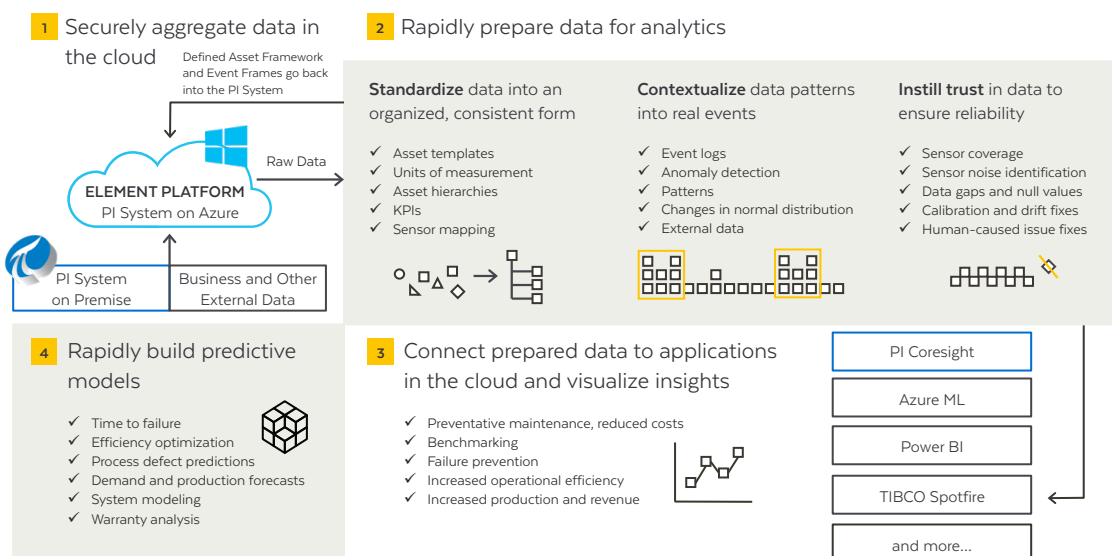 1 Securely aggregate data in
the cloud
Defined Asset Framework
and Event Frames go back
into the PI System
Raw Data
ELEMENT PLATFORM
PI System on Azure
PI System
on Premise
Business and Other
External Data
2 Rapidly prepare data for analytics
Standardize data into an
organized, consistent form
✓ Asset templates
✓ Units of measurement
✓ Asset hierarchies
✓ KPIs
✓ Sensor mapping
Contextualize data patterns
into real events
✓ Event logs
✓ Anomaly detection
✓ Patterns
✓ Changes in normal distribution
✓ External data
Instill trust in data to
ensure reliability
✓ Sensor coverage
✓ Sensor noise identification
✓ Data gaps and null values
✓ Calibration and drift fixes
✓ Human-caused issue fixes
3 Connect prepared data to applications
in the cloud and visualize insights
✓ Preventative maintenance, reduced costs
✓ Benchmarking
✓ Failure prevention
✓ Increased operational efficiency
✓ Increased production and revenue
PI Coresight
Azure ML
Power BI
TIBCO Spotfire
and more...
4 Rapidly build predictive
models
✓ Time to failure
✓ Efficiency optimization
✓ Process defect predictions
✓ Demand and production forecasts
✓ System modeling
✓ Warranty analysis